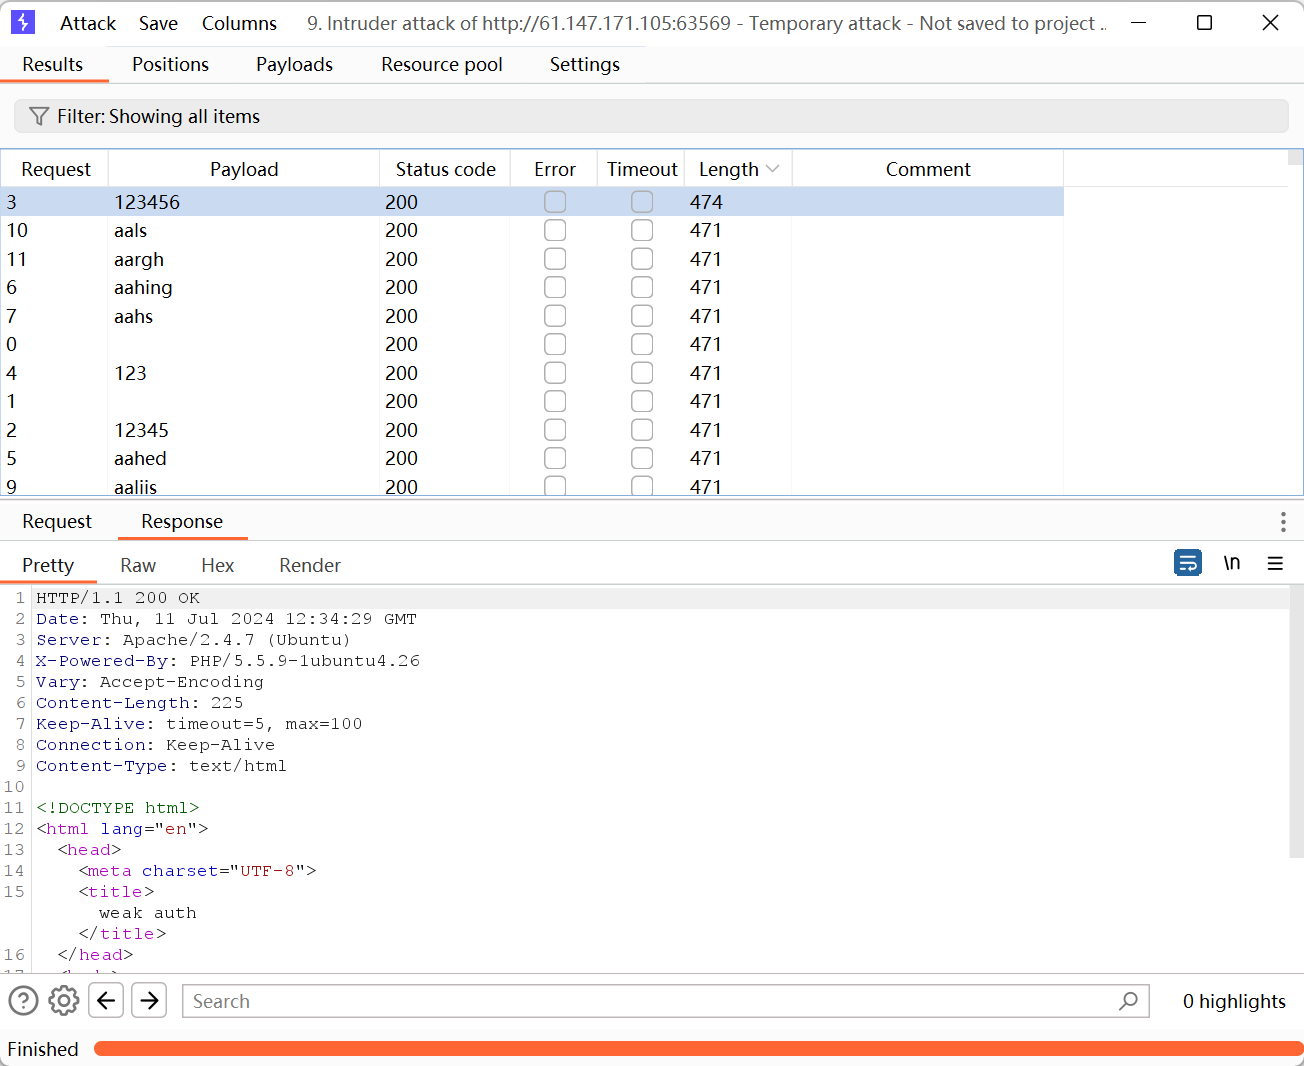 Attack Save Columns 9. Intruder attack of http://61.147.171.105:63569 - Temporary attack - Not saved to project ..
Results Positions Payloads Resource pool Settings
Filter: Showing all items
Request Payload Status code Error Timeout Length Comment
3 123456 200 474
10 aals 200 471
11 aargh 200 471
6 aahing 200 471
7 aahs 200 471
0 200 471
4 123 200 471
1 200 471
2 12345 200 471
5 aahed 200 471
9 aaliis 200 471
Request Response
Pretty Raw Hex Render \n
1 HTTP/1.1 200 OK
2 Date: Thu, 11 Jul 2024 12:34:29 GMT
3 Server: Apache/2.4.7 (Ubuntu)
4 X-Powered-By: PHP/5.5.9-1ubuntu4.26
5 Vary: Accept-Encoding
6 Content-Length: 225
7 Keep-Alive: timeout=5, max=100
8 Connection: Keep-Alive
9 Content-Type: text/html
10
11 <!DOCTYPE html>
12 <html lang="en">
13 <head>
14 <meta charset="UTF-8">
15 <title>
weak auth
</title>
16 </head>
Search 0 highlights
Finished